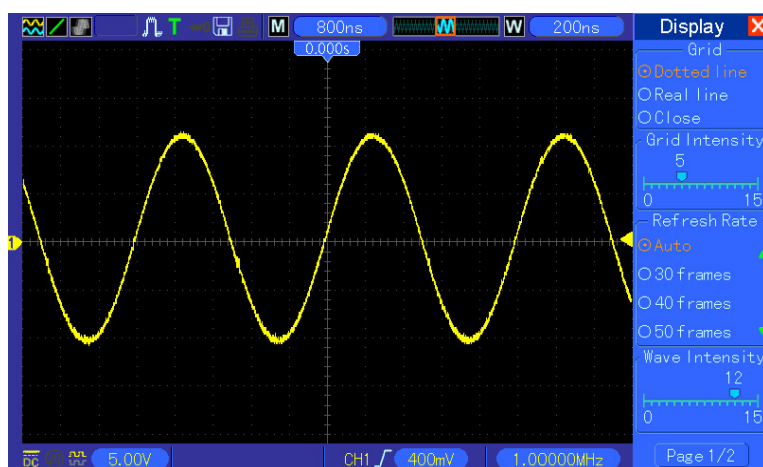 T M 800ns W 200ns Display X
0.000s
Grid
Dotted line
Real line
Close
Grid Intensity
5
0 15
Refresh Rate
Auto
1
30 frames
40 frames
50 frames
Wave Intensity
12
0 15
DC 5.00V CH1 400mV 1.00000MHz Page 1/2